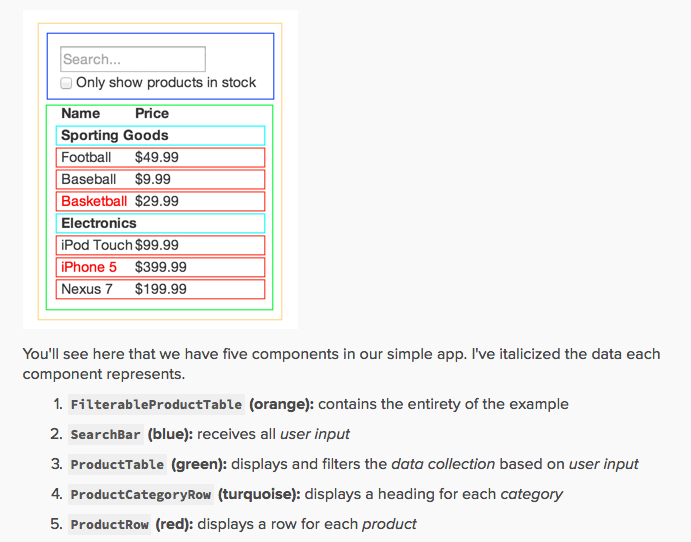 Search...
Only show products in stock
Name Price
Sporting Goods
Football $49.99
Baseball $9.99
Basketball $29.99
Electronics
iPod Touch $99.99
iPhone 5 $399.99
Nexus 7 $199.99
You'll see here that we have five components in our simple app. I've italicized the data each
component represents.
1. FilterableProductTable (orange): contains the entirety of the example
2. SearchBar (blue): receives all user input
3. ProductTable (green): displays and filters the data collection based on user input
4. ProductCategoryRow (turquoise): displays a heading for each category
5. ProductRow (red): displays a row for each product